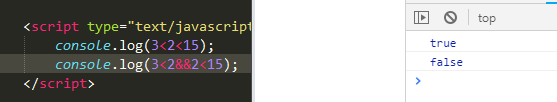 <script type="text/javascript
console.log(3<2<15);
console.log(3<2&&2<15);
</script>
top
true
false